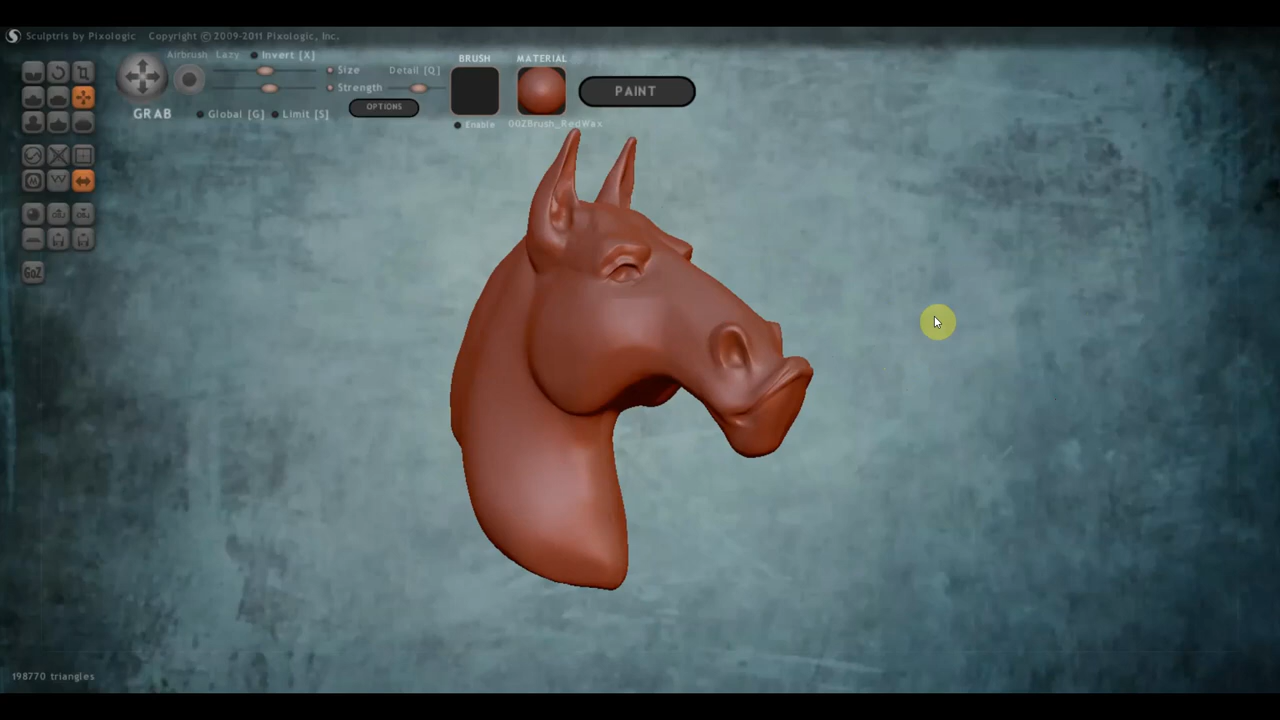 Sculptris by Pixologic Copyright © 2009-2011 Pixologic, Inc.
Airbrush Lazy Invert [X]
Size Detail [Q]
Strength
GRAB Global [G] Limit [S]
OPTIONS
BRUSH
Enable
MATERIAL
00ZBrush_RedWax
PAINT
GoZ
198770 triangles